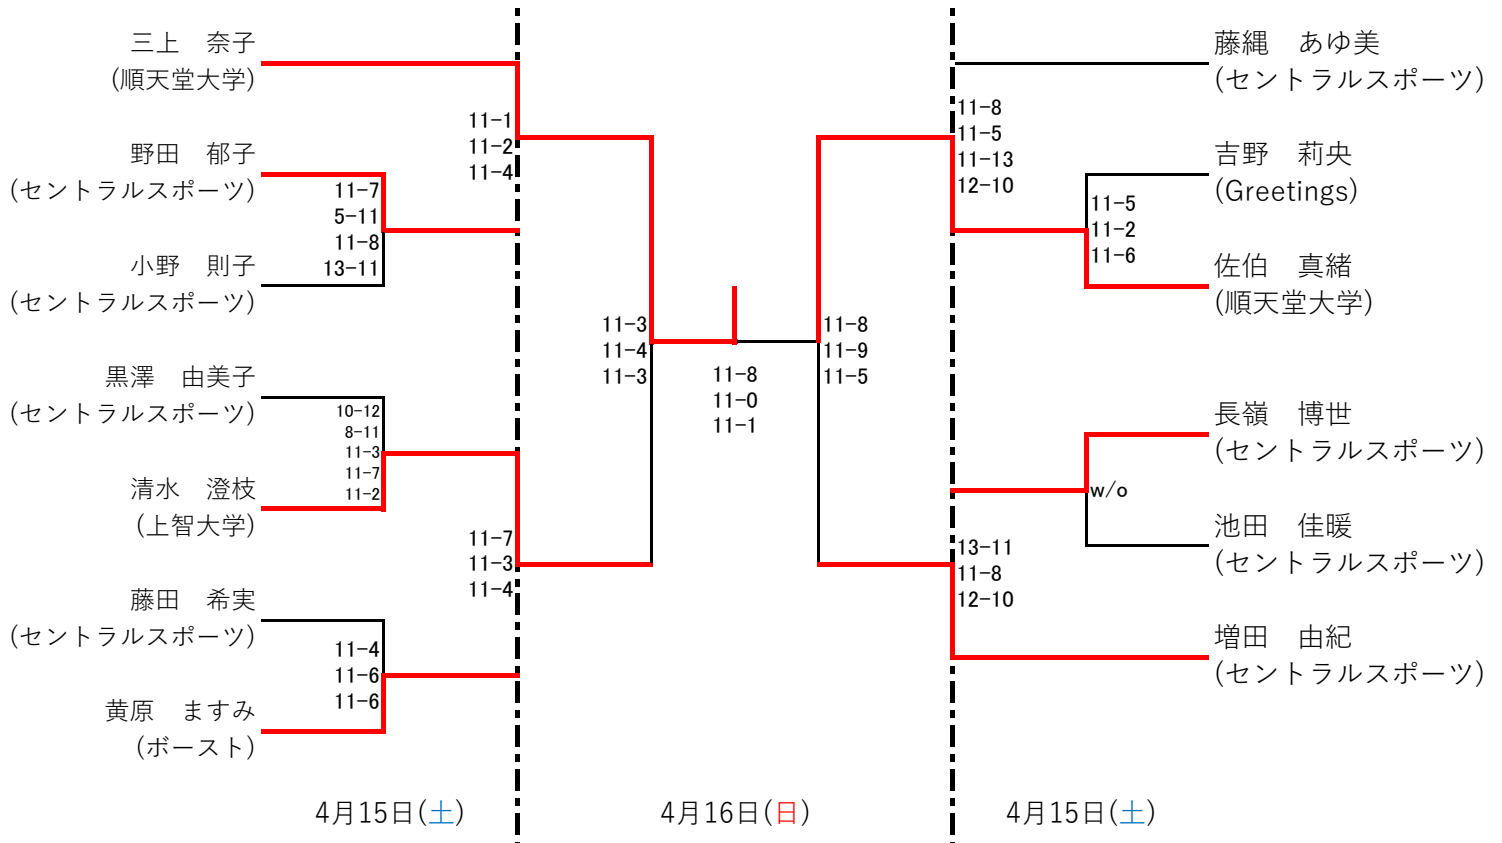 三上　奈子
(順天堂大学)
野田　郁子
(セントラルスポーツ)
11-7
5-11
11-8
13-11
小野　則子
(セントラルスポーツ)
11-1
11-2
11-4
黒澤　由美子
(セントラルスポーツ)
10-12
8-11
11-3
11-7
11-2
清水　澄枝
(上智大学)
藤田　希実
(セントラルスポーツ)
11-4
11-6
11-6
黄原　ますみ
(ボースト)
11-7
11-3
11-4
11-3
11-4
11-3
11-8
11-0
11-1
11-8
11-9
11-5
藤縄　あゆ美
(セントラルスポーツ)
11-8
11-5
11-13
12-10
吉野　莉央
(Greetings)
11-5
11-2
11-6
佐伯　真緒
(順天堂大学)
長嶺　博世
(セントラルスポーツ)
w/o
池田　佳暖
(セントラルスポーツ)
13-11
11-8
12-10
増田　由紀
(セントラルスポーツ)
4月15日(土)
4月16日(日)
4月15日(土)